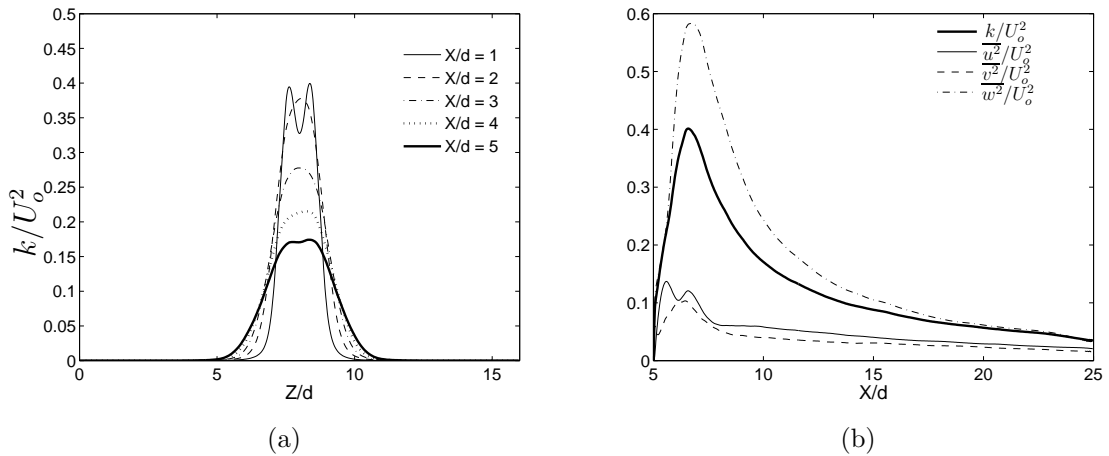 0.5
0.45
0.4
0.35
0.3
0.25
0.2
0.15
0.1
0.05
0
k/U_o^2
0 5 10 15
Z/d
X/d = 1
X/d = 2
X/d = 3
X/d = 4
X/d = 5
(a)
0.6
0.5
0.4
0.3
0.2
0.1
0
5 10 15 20 25
X/d
k/U_o^2
\overline{u^2}/U_o^2
\overline{v^2}/U_o^2
\overline{w^2}/U_o^2
(b)